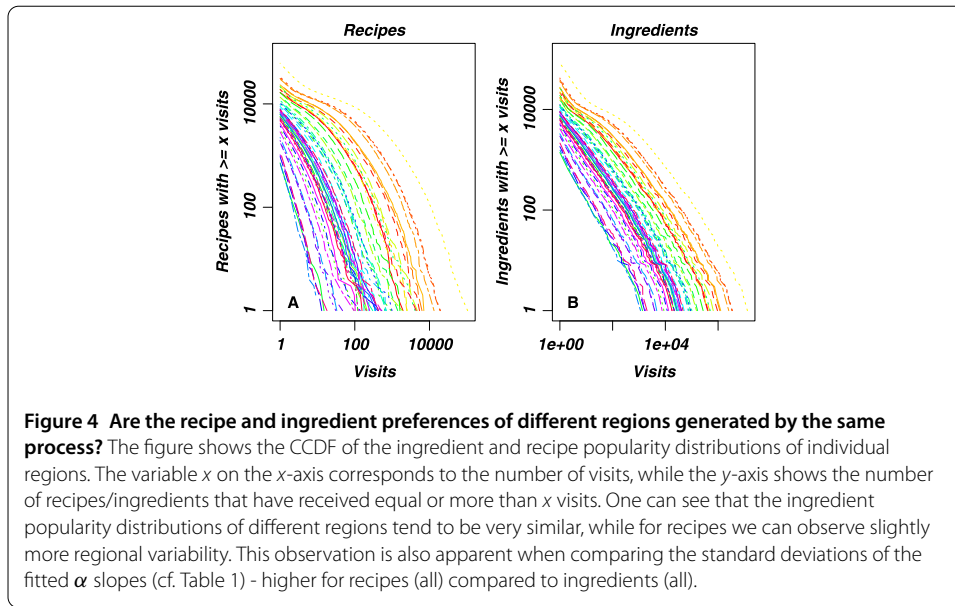 Recipes
Recipes with >= x visits
10000
100
1
A
1
100
10000
Visits
Ingredients
Ingredients with >= x visits
10000
100
1
B
1e+00
1e+04
Visits
Figure 4 Are the recipe and ingredient preferences of different regions generated by the same
process? The figure shows the CCDF of the ingredient and recipe popularity distributions of individual
regions. The variable x on the x-axis corresponds to the number of visits, while the y-axis shows the number
of recipes/ingredients that have received equal or more than x visits. One can see that the ingredient
popularity distributions of different regions tend to be very similar, while for recipes we can observe slightly
more regional variability. This observation is also apparent when comparing the standard deviations of the
fitted α slopes (cf. Table 1) - higher for recipes (all) compared to ingredients (all).